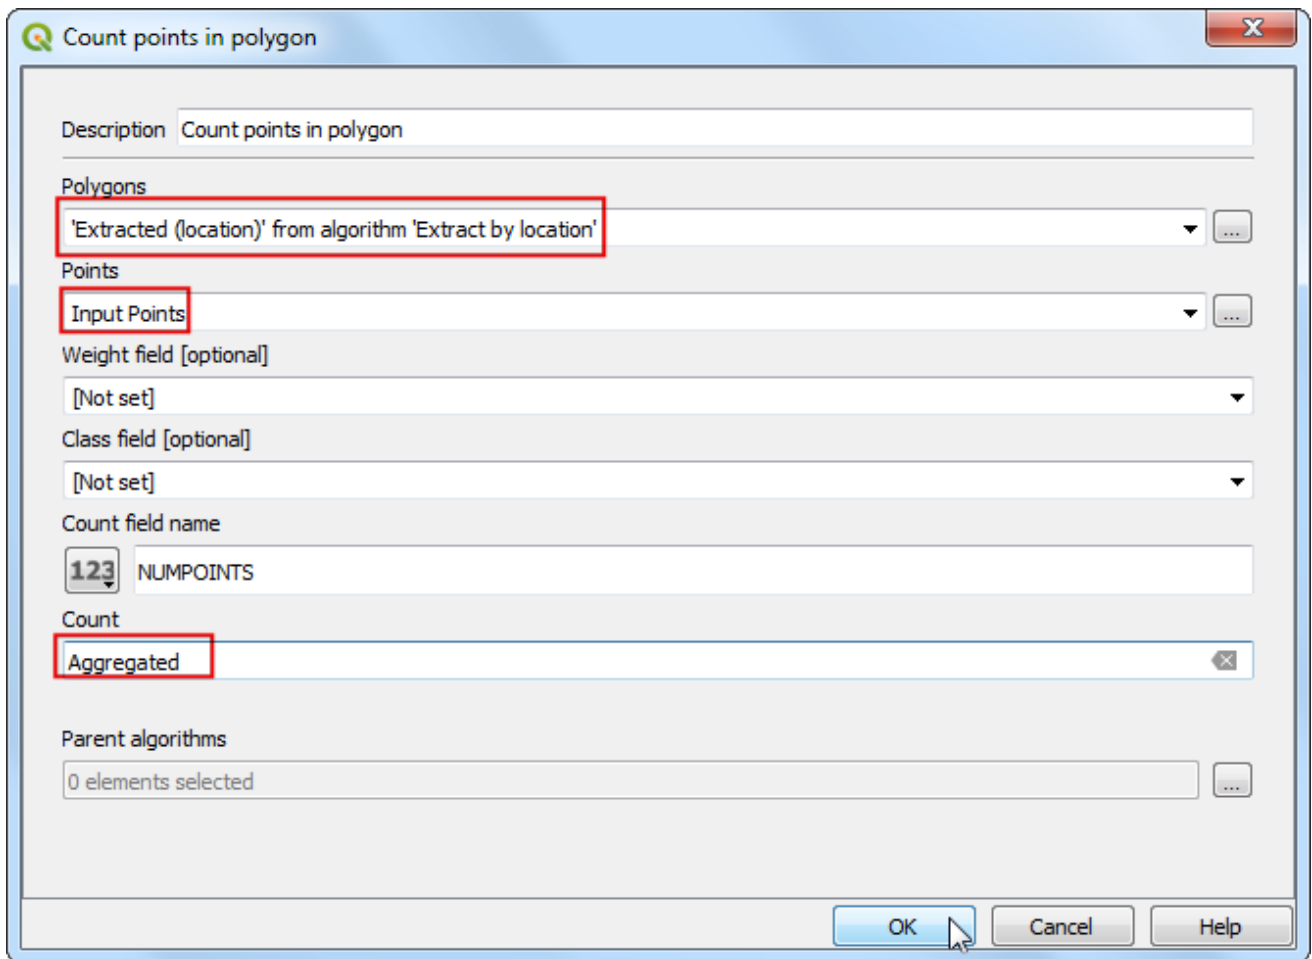 Count points in polygon
Description Count points in polygon
Polygons
'Extracted (location)' from algorithm 'Extract by location'
...
Points
Input Points
...
Weight field [optional]
[Not set]
Class field [optional]
[Not set]
Count field name
123 NUMPOINTS
Count
Aggregated
Parent algorithms
0 elements selected
...
OK Cancel Help